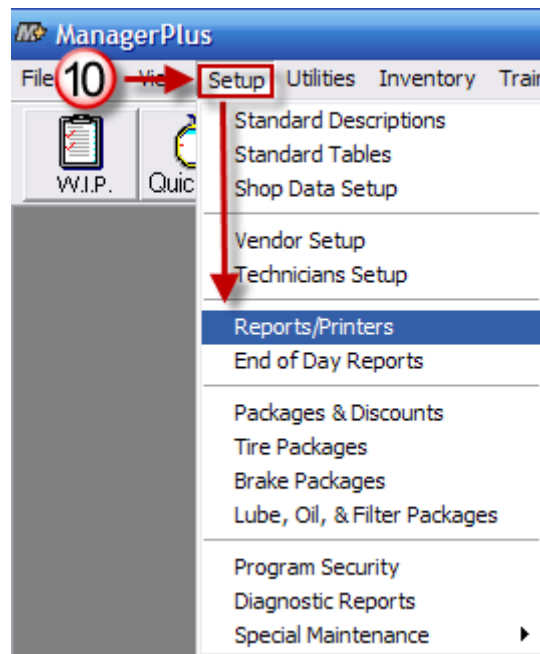 M+ ManagerPlus
File 10 Setup Utilities Inventory Train
W.I.P. Quic
Standard Descriptions
Standard Tables
Shop Data Setup
Vendor Setup
Technicians Setup
Reports/Printers
End of Day Reports
Packages & Discounts
Tire Packages
Brake Packages
Lube, Oil, & Filter Packages
Program Security
Diagnostic Reports
Special Maintenance